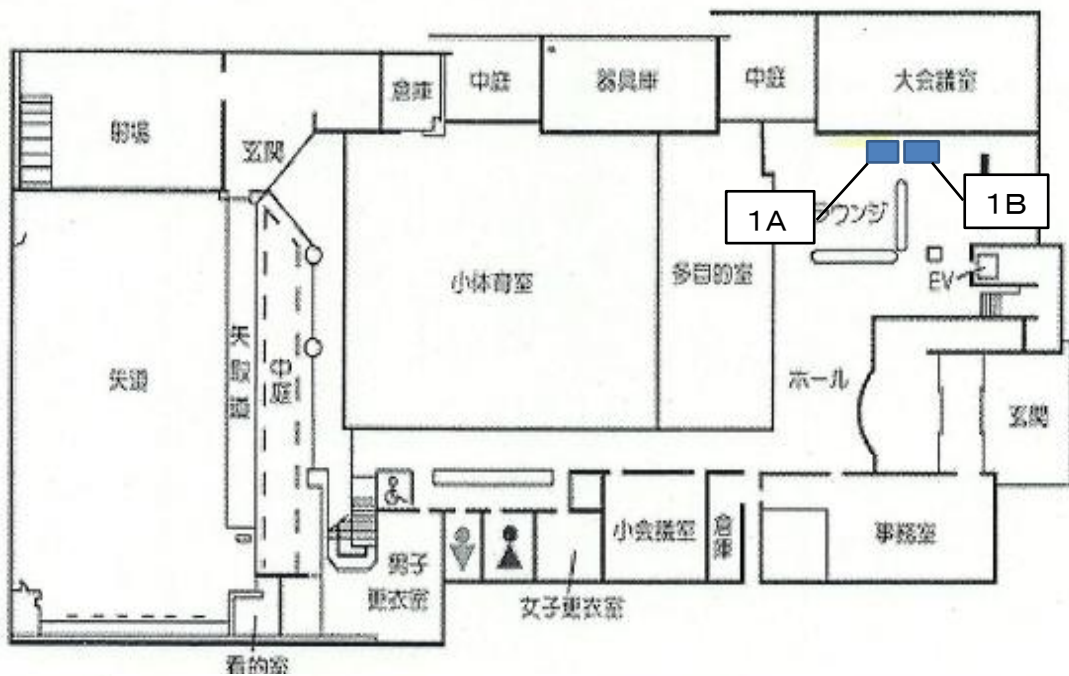 倉庫
中庭
器具庫
中庭
大会議室
射場
玄関
1A
ラウンジ
1B
小体育室
多目的室
EV
矢道
矢取道
中庭
ホール
玄関
小会議室
倉庫
事務室
男子
更衣室
女子更衣室
看的室